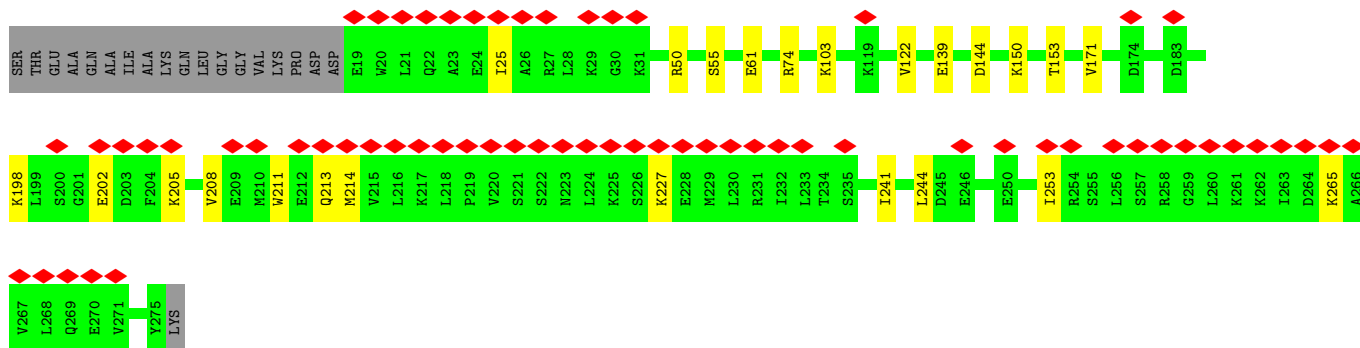 SER THR GLU ALA GLN ALA ILE ALA LYS GLN LEU GLY GLY VAL LYS PRO ASP ASP E19 W20 L21 Q22 A23 E24 I25 A26 R27 L28 K29 G30 K31 R50 S55 E61 R74 K103 K119 V122 E139 D144 K150 T153 V171 D174 D183
K198 L199 S200 G201 E202 D203 F204 K205 V208 E209 M210 W211 E212 Q213 M214 V215 L216 K217 L218 P219 V220 S221 S222 N223 L224 K225 S226 K227 E228 M229 L230 R231 I232 L233 T234 S235 I241 L244 D245 E246 E250 I253 R254 S255 L256 S257 R258 G259 L260 K261 K262 I263 D264 K265 A266
V267 L268 Q269 E270 V271 Y275 LYS